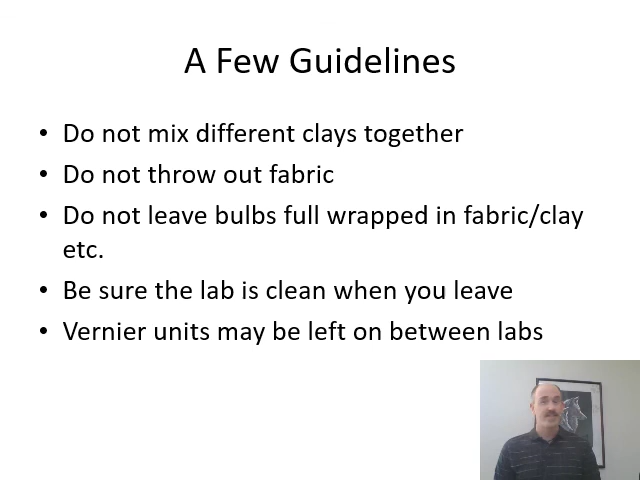 A Few Guidelines
• Do not mix different clays together
• Do not throw out fabric
• Do not leave bulbs full wrapped in fabric/clay
etc.
• Be sure the lab is clean when you leave
• Vernier units may be left on between labs